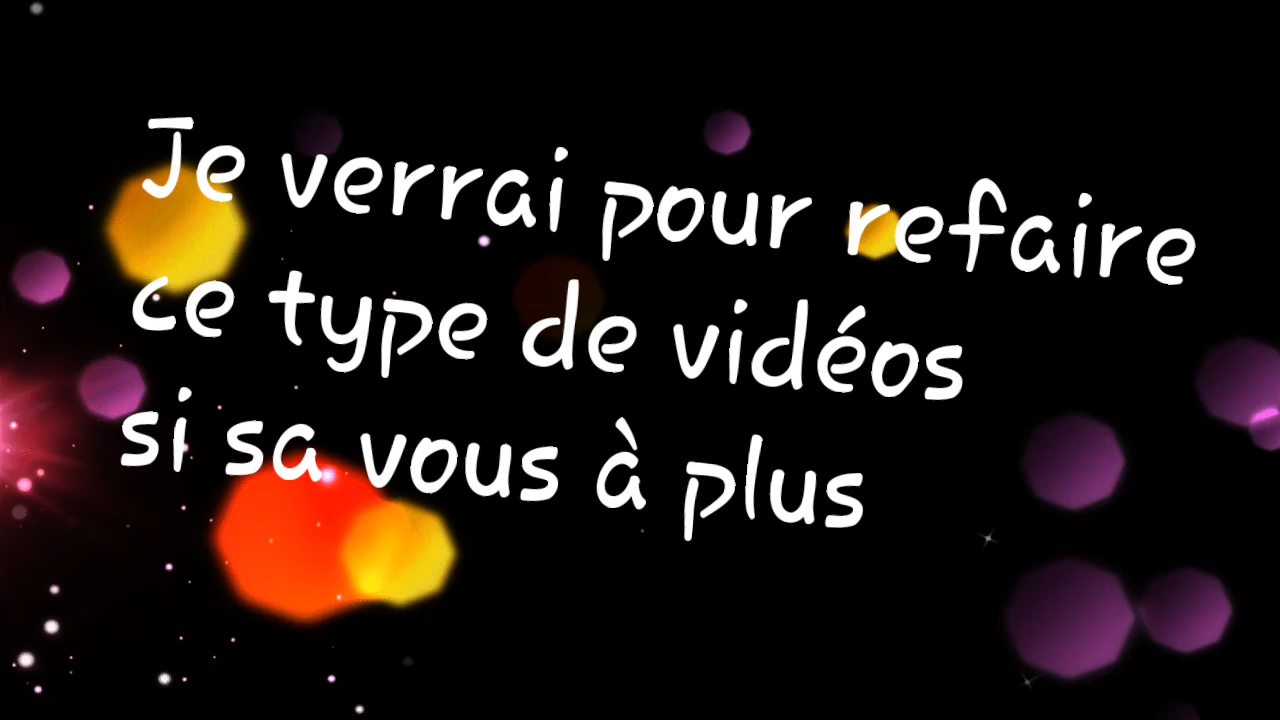 Je verrai pour refaire
ce type de vidéos
si sa vous à plus